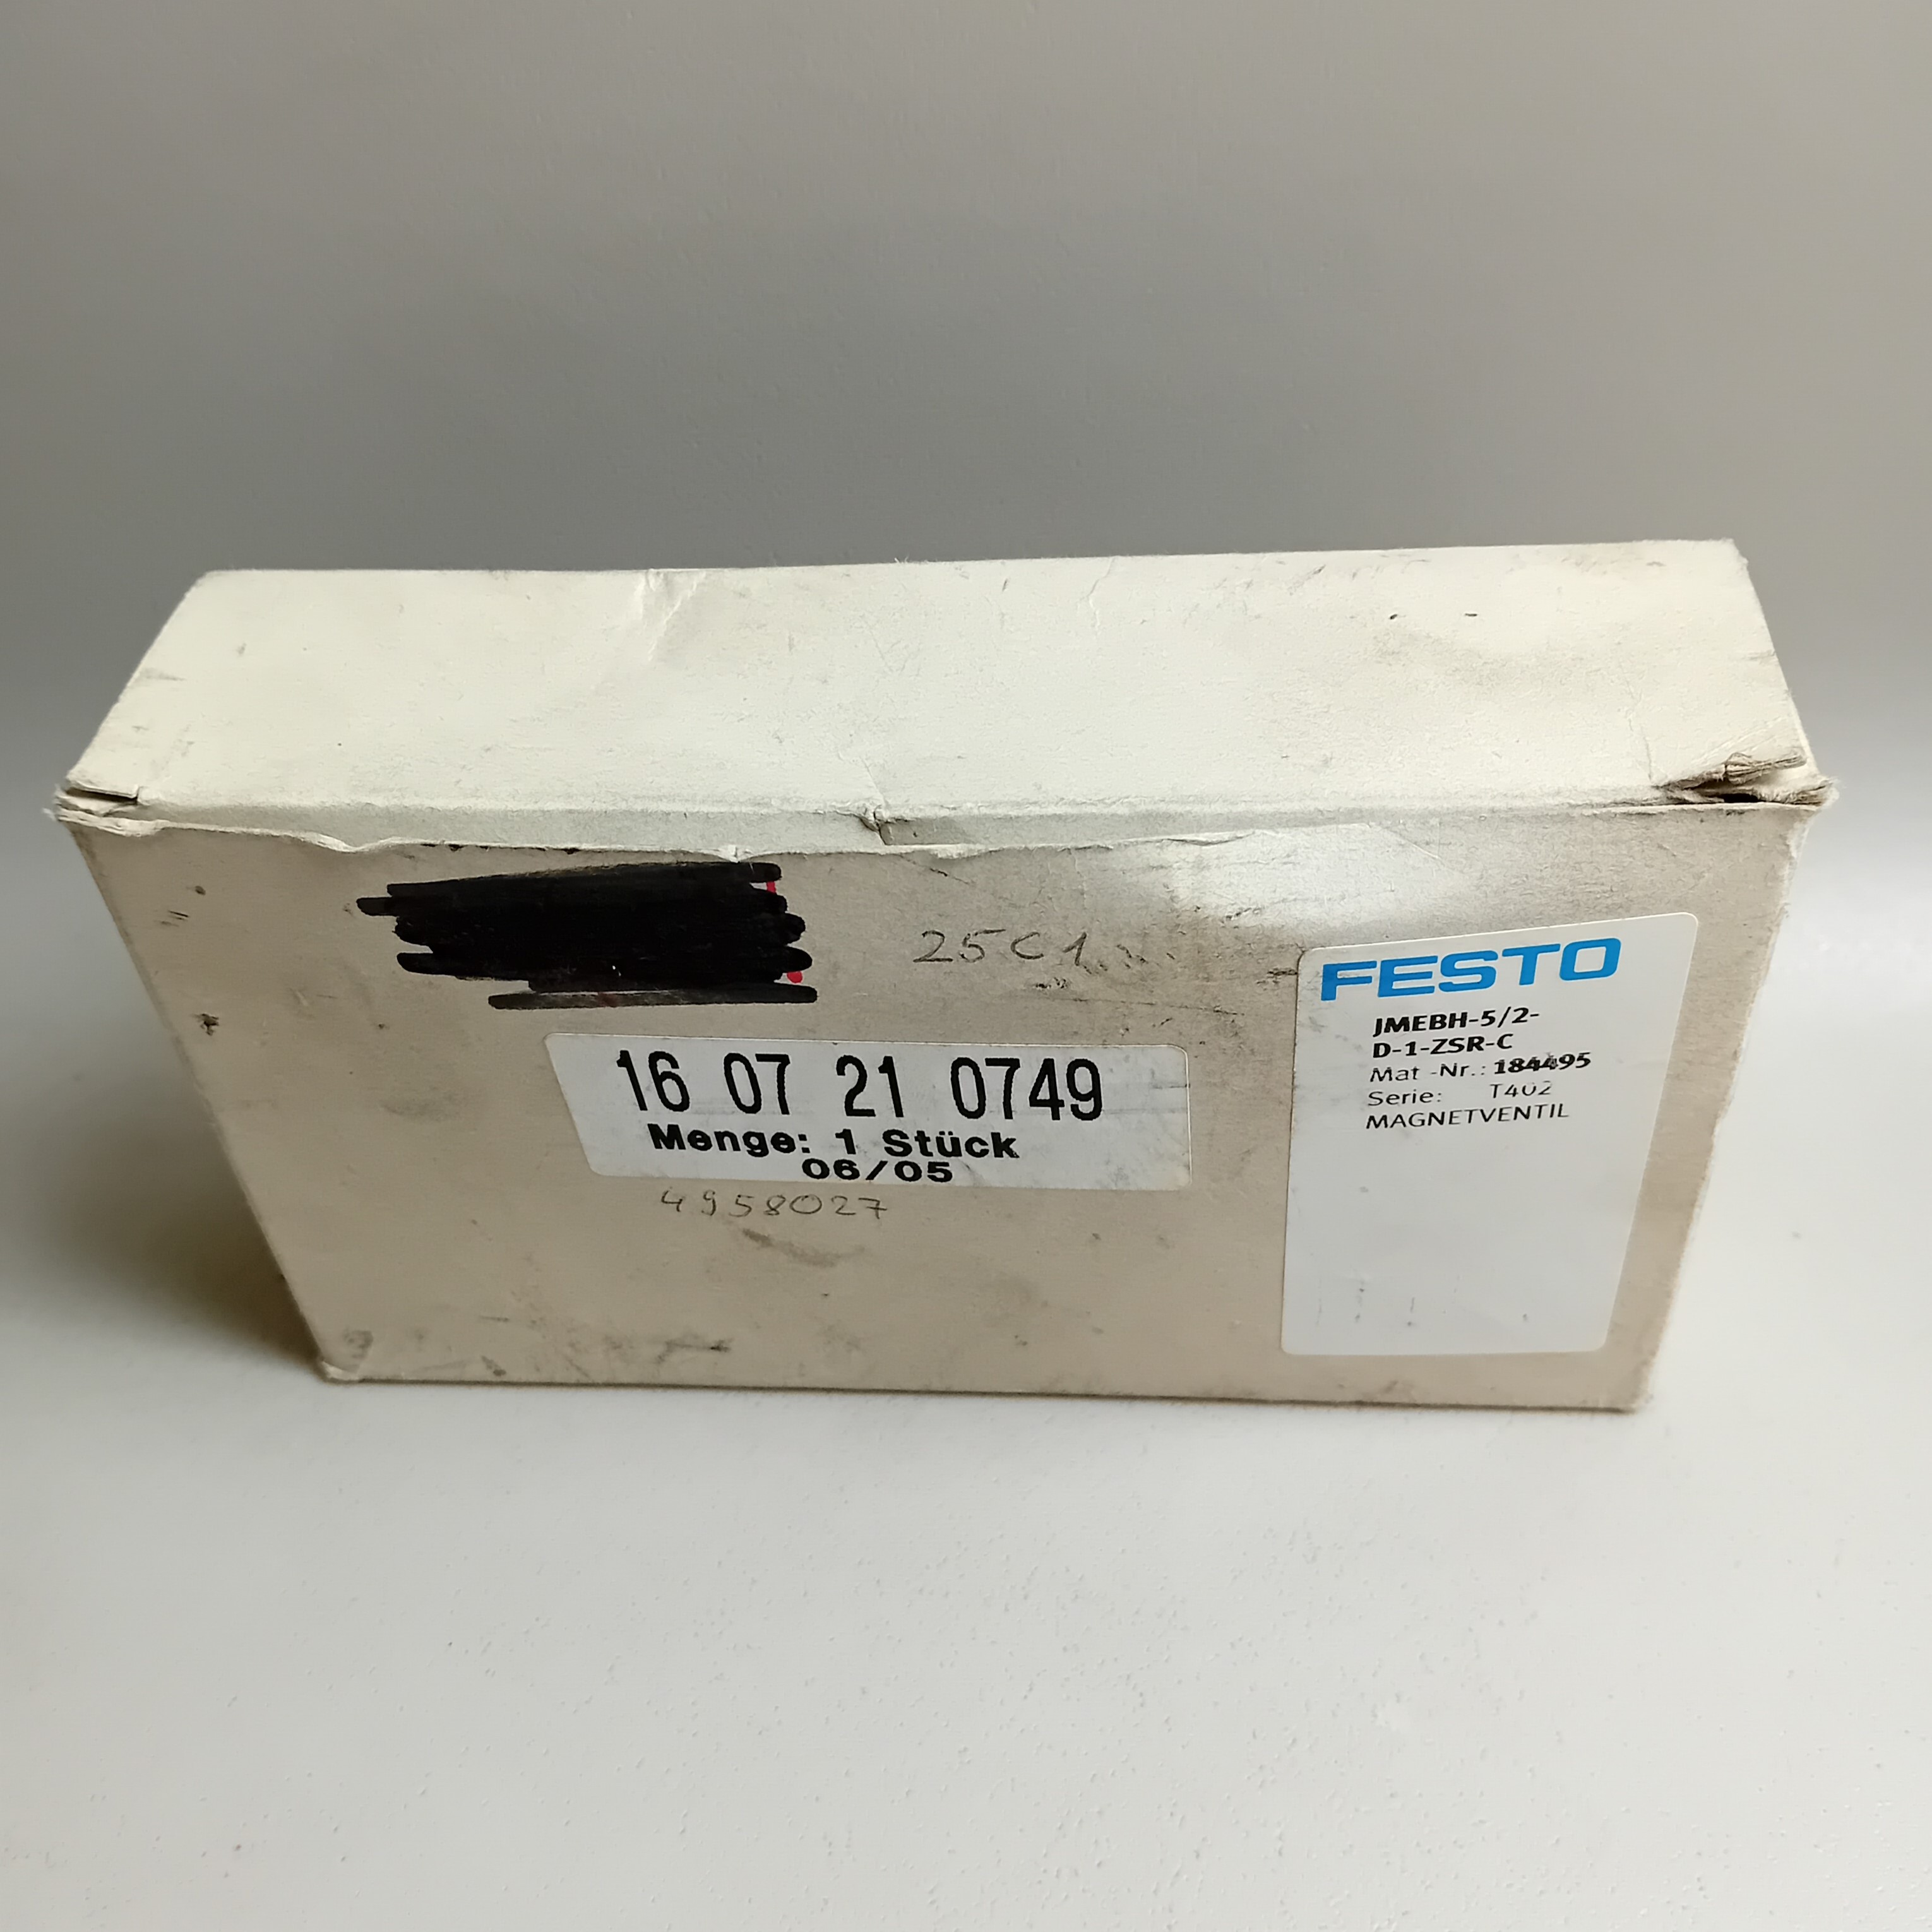 25C1
16 07 21 0749
Menge: 1 Stück
06/05
4958027
FESTO
JMEBH-5/2-
D-1-ZSR-C
Mat -Nr.: 184495
Serie: T402
MAGNETVENTIL